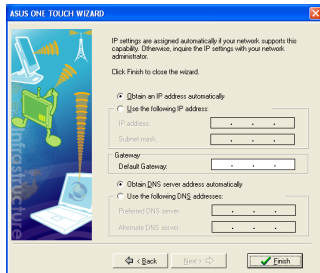 ASUS ONE TOUCH WIZARD
IP settings are assigned automatically if your network supports this
capability. Otherwise, inquire the IP settings with your network
administrator.
Click Finish to close the wizard.
Obtain an IP address automatically
Use the following IP address:
IP address:
Subnet mask:
Gateway
Default Gateway:
Obtain DNS server address automatically
Use the following DNS addresses:
Preferred DNS server:
Alternate DNS server:
< Back
Next >
Finish
Infrastructure